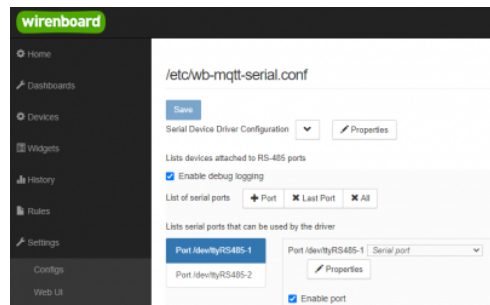 wirenboard
Home
Dashboards
Devices
Widgets
History
Rules
Settings
Configs
Web UI
/etc/wb-mqtt-serial.conf
Save
Serial Device Driver Configuration
Properties
Lists devices attached to RS-485 ports
Enable debug logging
List of serial ports
Port
Last Port
All
Lists serial ports that can be used by the driver
Port /dev/ttyRS485-1
Port /dev/ttyRS485-2
Port /dev/ttyRS485-1 Serial port
Properties
Enable port